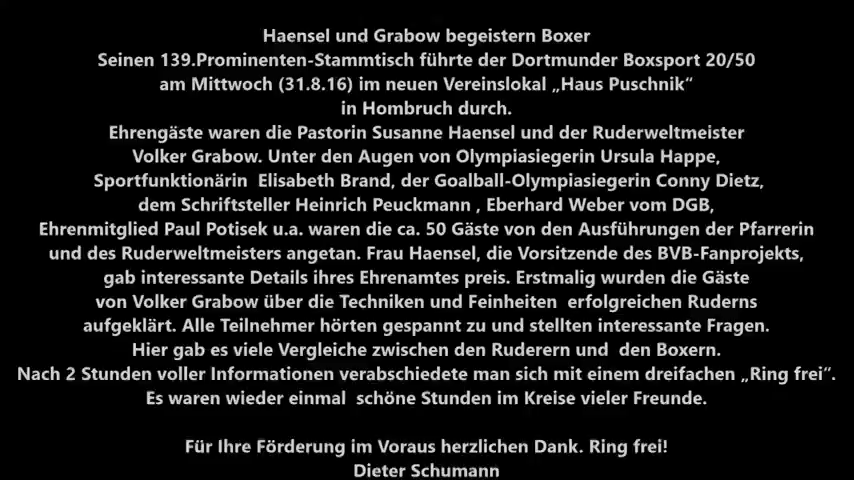 Haensel und Grabow begeistern Boxer
Seinen 139.Prominenten-Stammtisch führte der Dortmunder Boxsport 20/50
am Mittwoch (31.8.16) im neuen Vereinslokal „Haus Puschnik“
in Hombruch durch.
Ehrengäste waren die Pastorin Susanne Haensel und der Ruderweltmeister
Volker Grabow. Unter den Augen von Olympiasiegerin Ursula Happe,
Sportfunktionärin  Elisabeth Brand, der Goalball-Olympiasiegerin Conny Dietz,
dem Schriftsteller Heinrich Peuckmann , Eberhard Weber vom DGB,
Ehrenmitglied Paul Potisek u.a. waren die ca. 50 Gäste von den Ausführungen der Pfarrerin
und des Ruderweltmeisters angetan. Frau Haensel, die Vorsitzende des BVB-Fanprojekts,
gab interessante Details ihres Ehrenamtes preis. Erstmalig wurden die Gäste
von Volker Grabow über die Techniken und Feinheiten  erfolgreichen Ruderns
aufgeklärt. Alle Teilnehmer hörten gespannt zu und stellten interessante Fragen.
Hier gab es viele Vergleiche zwischen den Ruderern und  den Boxern.
Nach 2 Stunden voller Informationen verabschiedete man sich mit einem dreifachen „Ring frei“.
Es waren wieder einmal  schöne Stunden im Kreise vieler Freunde.
Für Ihre Förderung im Voraus herzlichen Dank. Ring frei!
Dieter Schumann